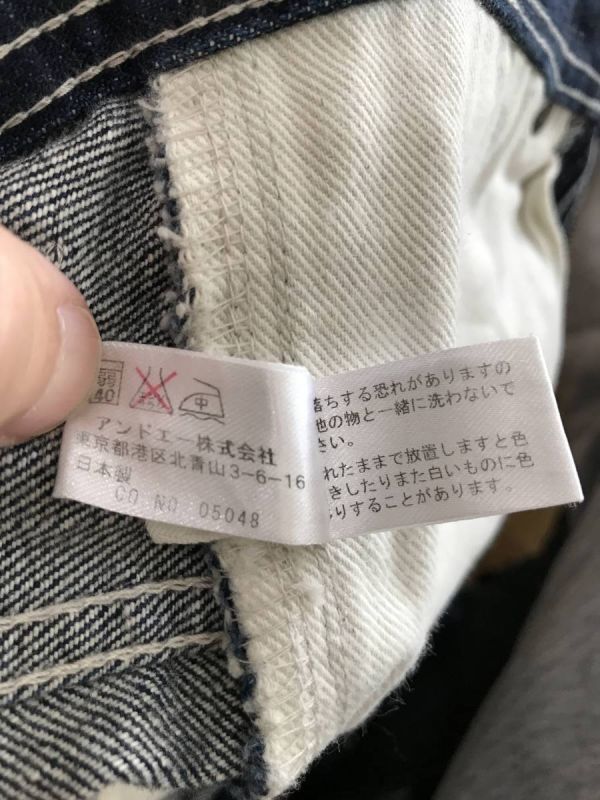 弱
40
中
アンドエー株式会社
東京都港区北青山3-6-16
日本製
CO NO 05048
落ちする恐れがありますの
他の物と一緒に洗わないで
さい。
れたままで放置しますと色
きしたりまた白いものに色
りすることがあります。